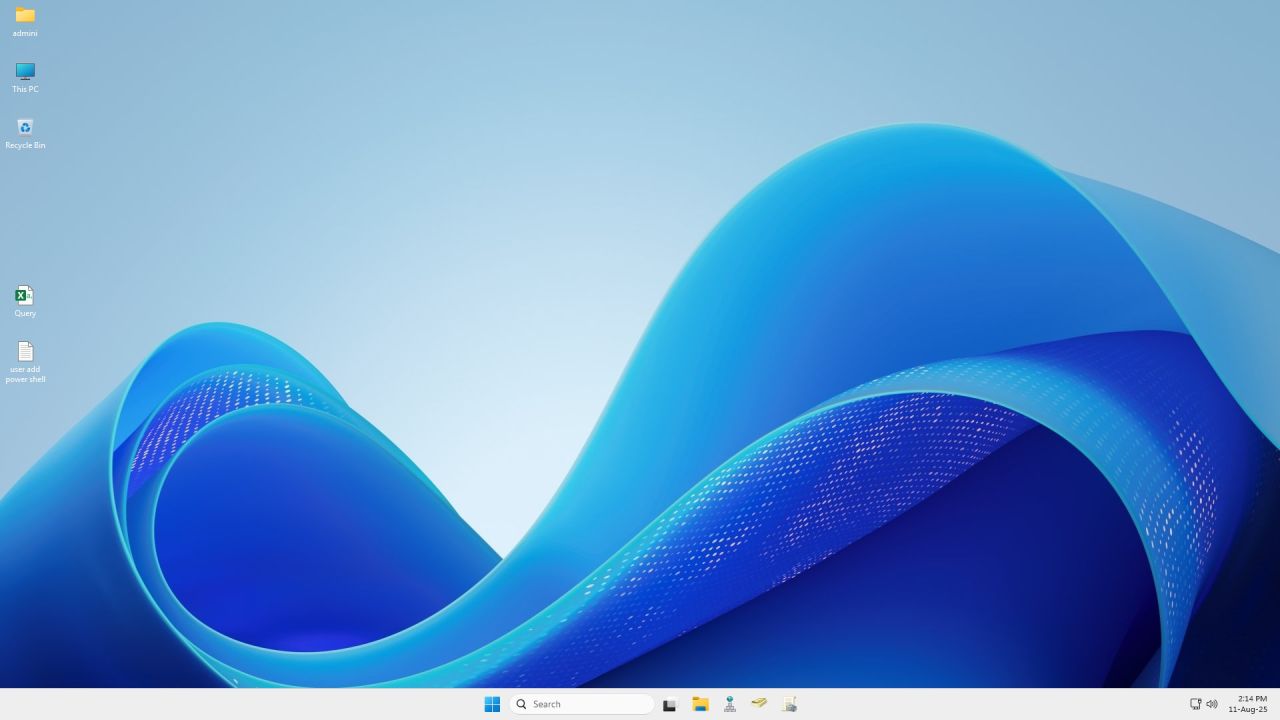 admini
This PC
Recycle Bin
Query
user add
power shell
Search
2:14 PM
11-Aug-25